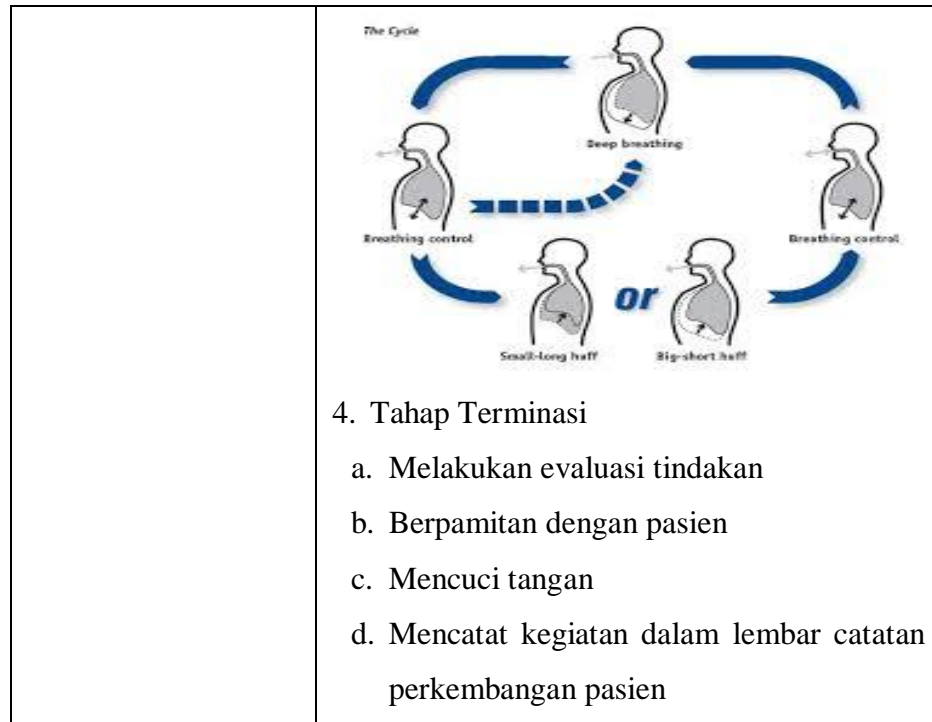 The Cycle
Deep breathing
Breathing control
Breathing control
or
Small-long huff
Big-short huff
4. Tahap Terminasi
a. Melakukan evaluasi tindakan
b. Berpamitan dengan pasien
c. Mencuci tangan
d. Mencatat kegiatan dalam lembar catatan
perkembangan pasien